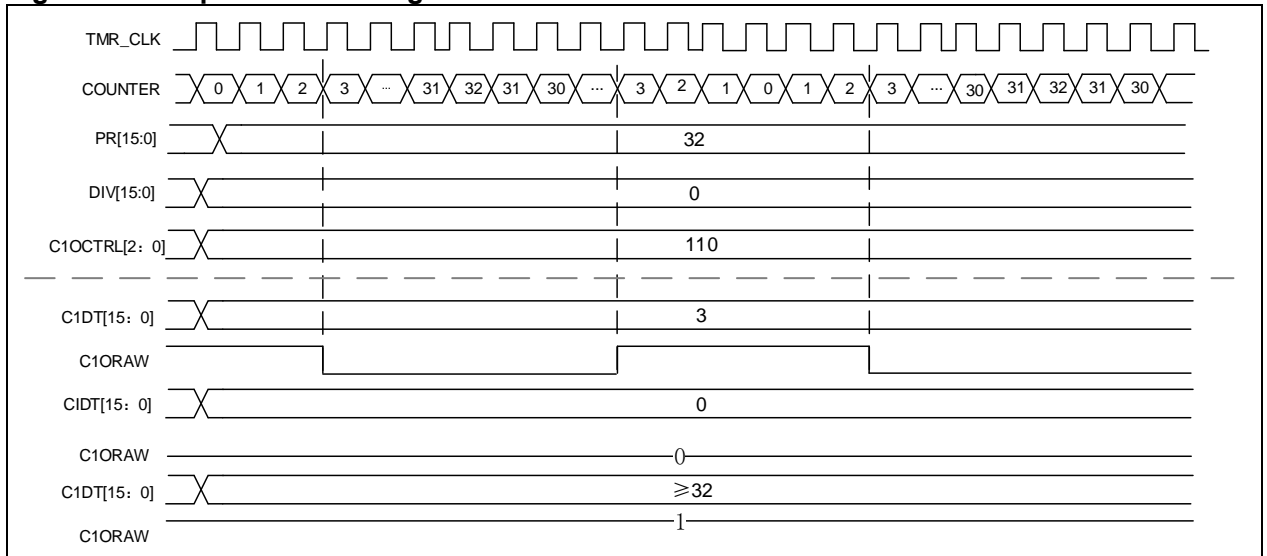 TMR_CLK
COUNTER 0 1 2 3 ... 31 32 31 30 ... 3 2 1 0 1 2 3 ... 30 31 32 31 30
PR[15:0] 32
DIV[15:0] 0
C1OCTRL[2：0] 110
C1DT[15：0] 3
C1ORAW
CIDT[15：0] 0
C1ORAW 0
C1DT[15：0] ≥32
C1ORAW 1